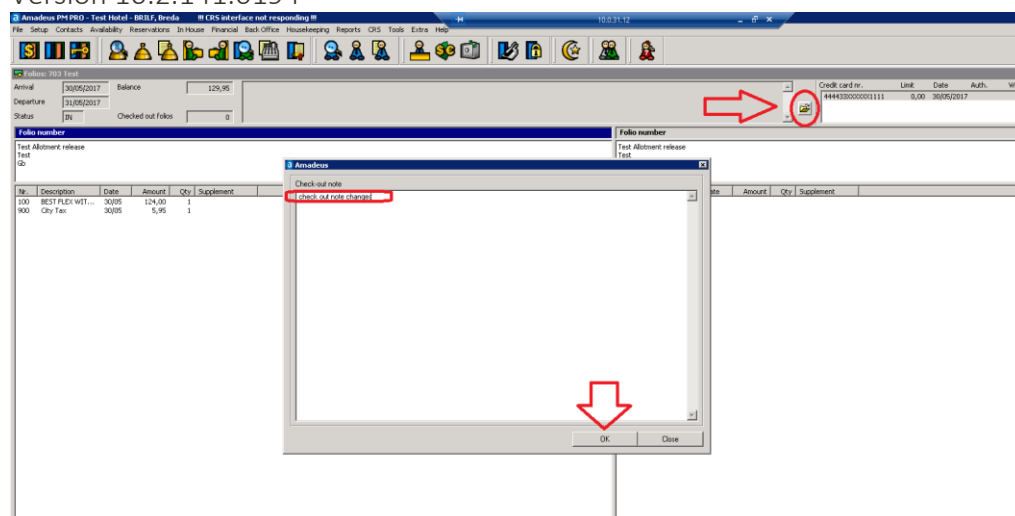 Version 10.2.141.0194
Amadeus PM PRO - Test Hotel - BRILF, Breda !!! CRS interface not responding !!! 10.0.31.12
File Setup Contacts Availability Reservations In House Financial Back Office Housekeeping Reports CRS Tools Extra Help
Folios: 703 Test
Arrival 30/05/2017 Balance 129,95
Departure 31/05/2017
Status IN Checked out folios 0
Credit card nr. Limit Date Auth. W
444433XXXXXX1111 0,00 30/05/2017
Folio number
Test Allotment release
Test
Gb
Folio number
Test Allotment release
Test
Nr. Description Date Amount Qty Supplement
100 BEST FLEX WIT... 30/05 124,00 1
900 City Tax 30/05 5,95 1
ate Amount Qty Supplement
Amadeus
Check-out note
check out note changes
OK Close